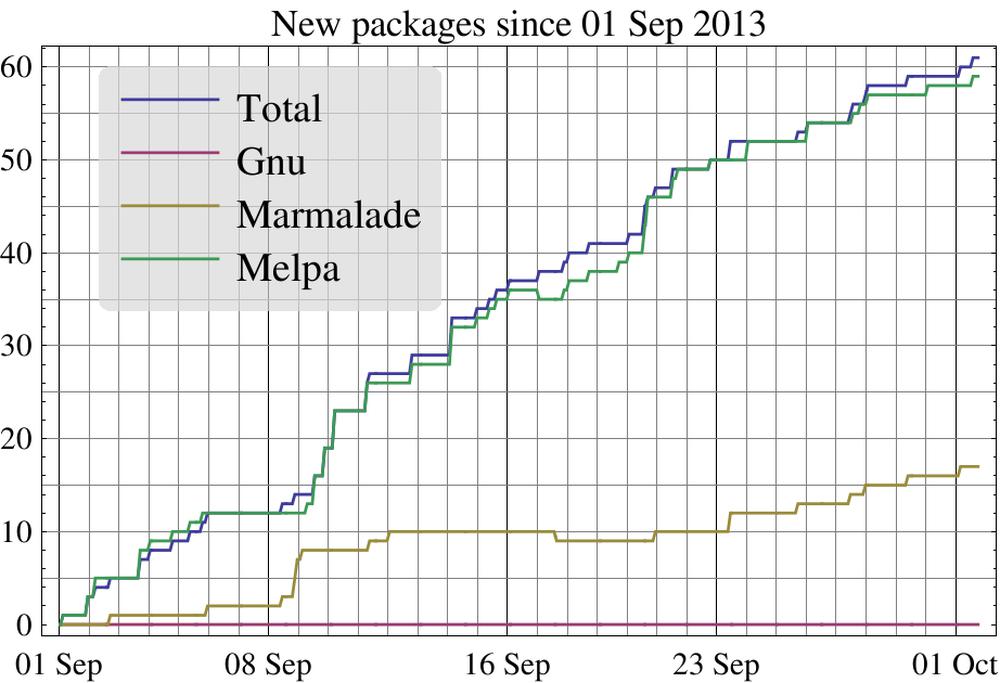 New packages since 01 Sep 2013
60
50
40
30
20
10
0
Total
Gnu
Marmalade
Melpa
01 Sep 08 Sep 16 Sep 23 Sep 01 Oct